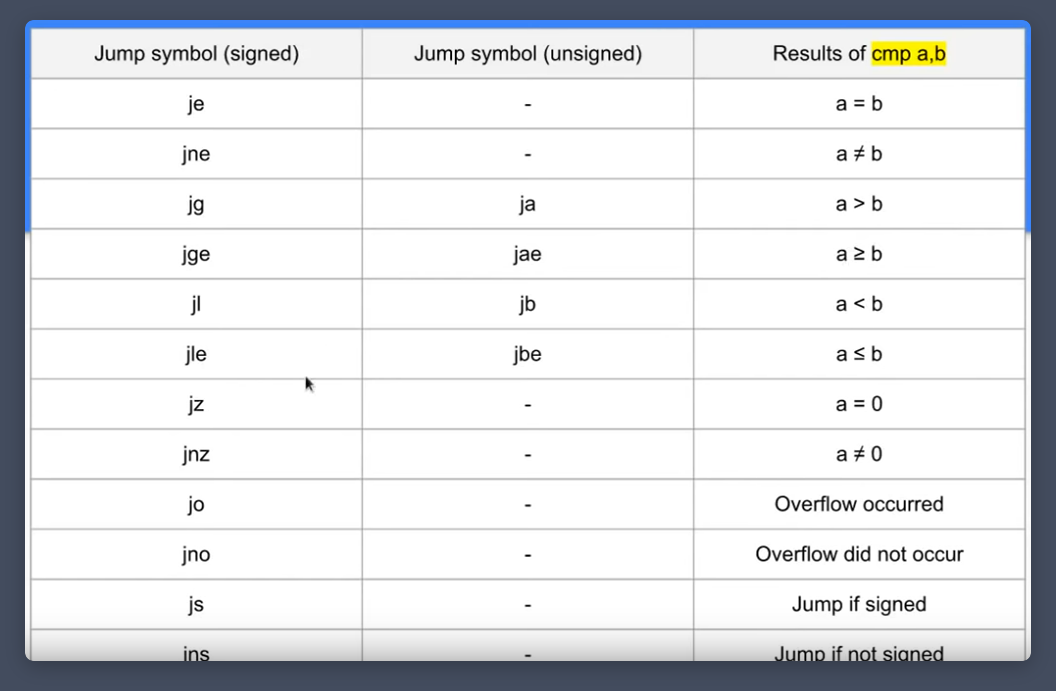 Jump symbol (signed) Jump symbol (unsigned) Results of cmp a,b
je - a = b
jne - a ≠ b
jg ja a > b
jge jae a ≥ b
jl jb a < b
jle jbe a ≤ b
jz - a = 0
jnz - a ≠ 0
jo - Overflow occurred
jno - Overflow did not occur
js - Jump if signed
jns - Jump if not signed